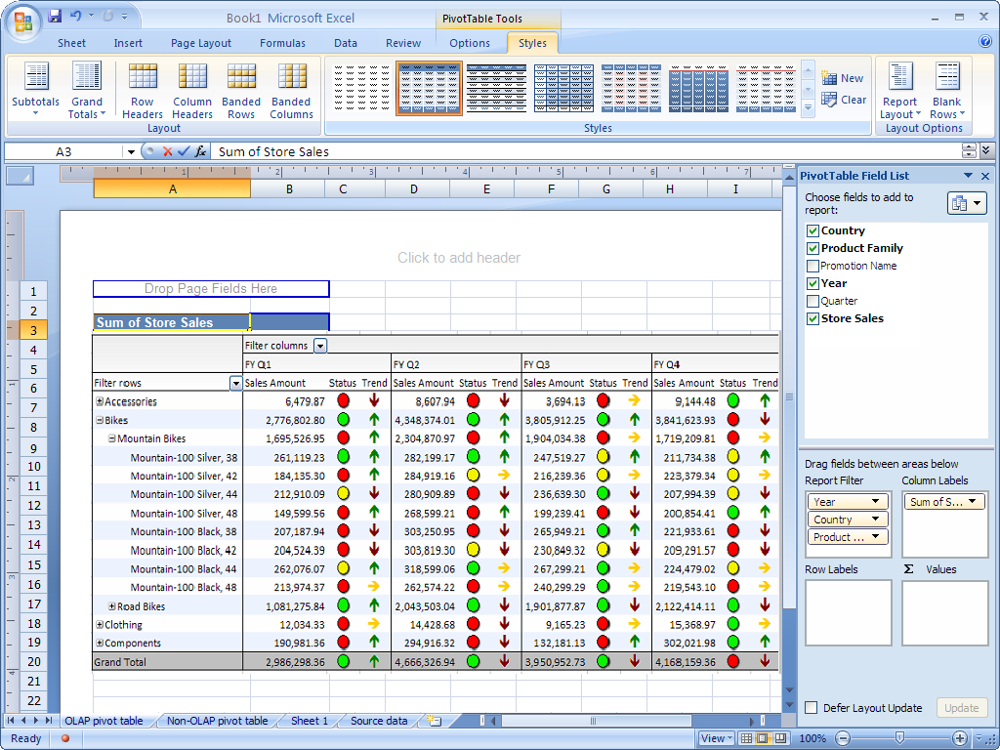 Book1 Microsoft Excel
PivotTable Tools
Sheet Insert Page Layout Formulas Data Review Options Styles
Subtotals Grand Totals Row Headers Column Headers Banded Rows Banded Columns
New
Clear
Report Layout Blank Rows
Layout Styles Layout Options
A3 fx Sum of Store Sales
1 2 3 4 5 6 7
A B C D E F G H I
Click to add header
1 Drop Page Fields Here
2
3 Sum of Store Sales
4 Filter columns
5 FY Q1 FY Q2 FY Q3 FY Q4
6 Filter rows Sales Amount Status Trend Sales Amount Status Trend Sales Amount Status Trend Sales Amount Status Trend
7 Accessories 6,479.87 8,607.94 3,694.13 9,144.48
8 Bikes 2,776,802.80 4,348,374.01 3,805,912.25 3,841,623.93
9 Mountain Bikes 1,695,526.95 2,304,870.97 1,904,034.38 1,719,209.81
10 Mountain-100 Silver, 38 261,119.23 282,199.17 247,519.27 211,734.38
11 Mountain-100 Silver, 42 184,135.30 284,919.16 216,239.36 223,379.34
12 Mountain-100 Silver, 44 212,910.09 280,909.89 236,639.30 207,994.39
13 Mountain-100 Silver, 48 149,599.56 268,599.21 199,239.41 200,854.41
14 Mountain-100 Black, 38 207,187.94 303,250.95 265,949.21 221,933.61
15 Mountain-100 Black, 42 204,524.39 303,819.30 230,849.32 209,291.57
16 Mountain-100 Black, 44 262,076.07 318,599.06 267,299.21 224,479.02
17 Mountain-100 Black, 48 213,974.37 262,574.22 240,299.29 219,543.10
18 Road Bikes 1,081,275.84 2,043,503.04 1,901,877.87 2,122,414.11
19 Clothing 12,034.33 14,428.68 9,165.23 15,368.97
20 Components 190,981.36 294,916.32 132,181.13 302,021.98
21 Grand Total 2,986,298.36 4,666,326.94 3,950,952.73 4,168,159.36
22
PivotTable Field List
Choose fields to add to
report:
Country
Product Family
Promotion Name
Year
Quarter
Store Sales
Drag fields between areas below
Report Filter Column Labels
Year Sum of S...
Country
Product ...
Row Labels Σ Values
Defer Layout Update Update
OLAP pivot table Non-OLAP pivot table Sheet 1 Source data
Ready View 100%